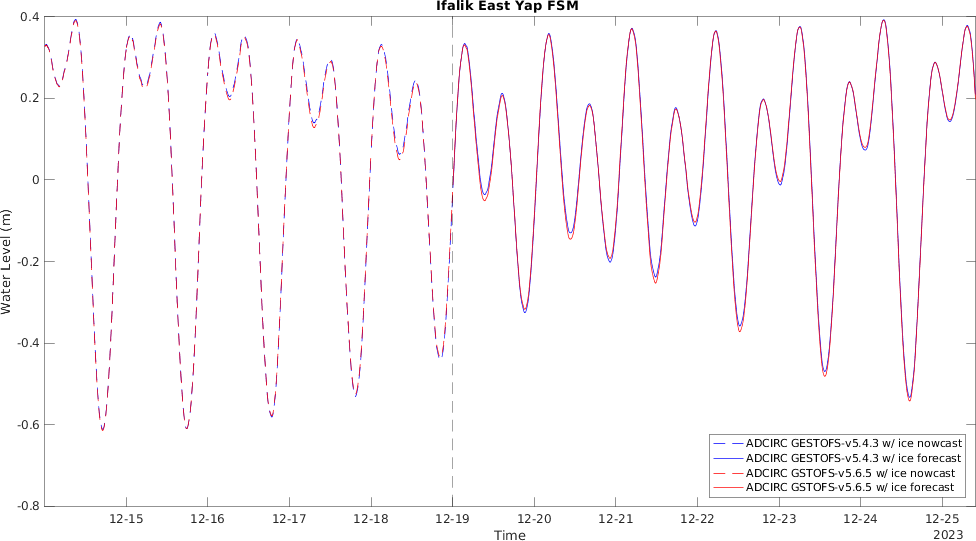 Ifalik East Yap FSM
0.4
0.2
0
-0.2
-0.4
-0.6
-0.8
Water Level (m)
12-15
12-16
12-17
12-18
12-19
12-20
12-21
12-22
12-23
12-24
12-25
2023
Time
ADCIRC GESTOFS-v5.4.3 w/ ice nowcast
ADCIRC GESTOFS-v5.4.3 w/ ice forecast
ADCIRC GSTOFS-v5.6.5 w/ ice nowcast
ADCIRC GSTOFS-v5.6.5 w/ ice forecast